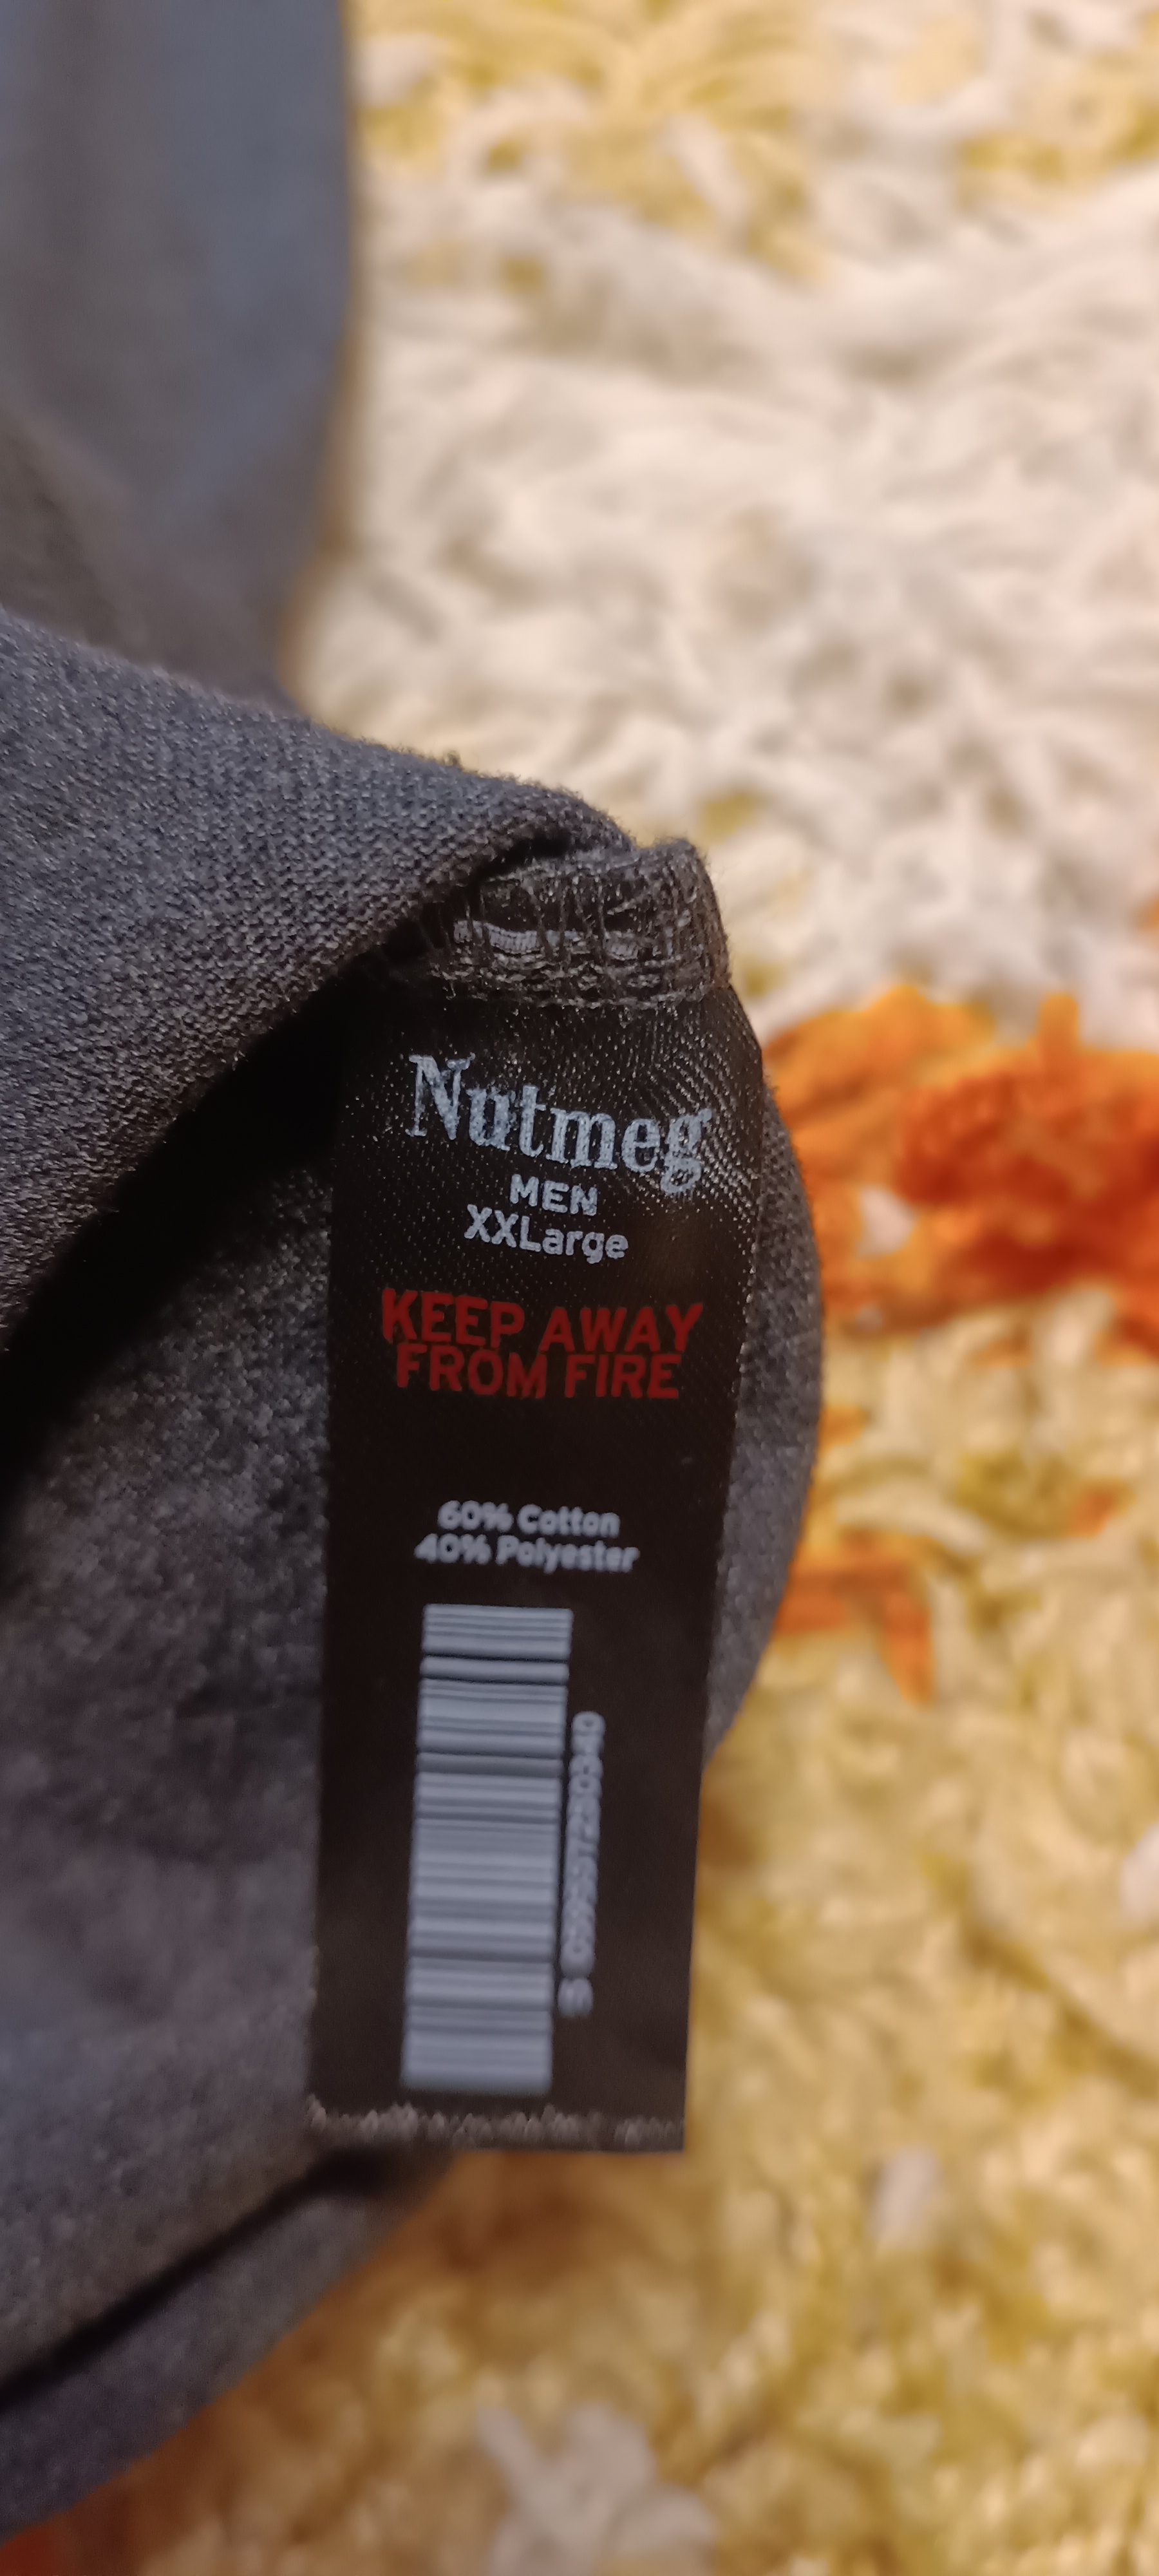 Nutmeg
MEN
XXLarge
KEEP AWAY
FROM FIRE
60% Cotton
40% Polyester